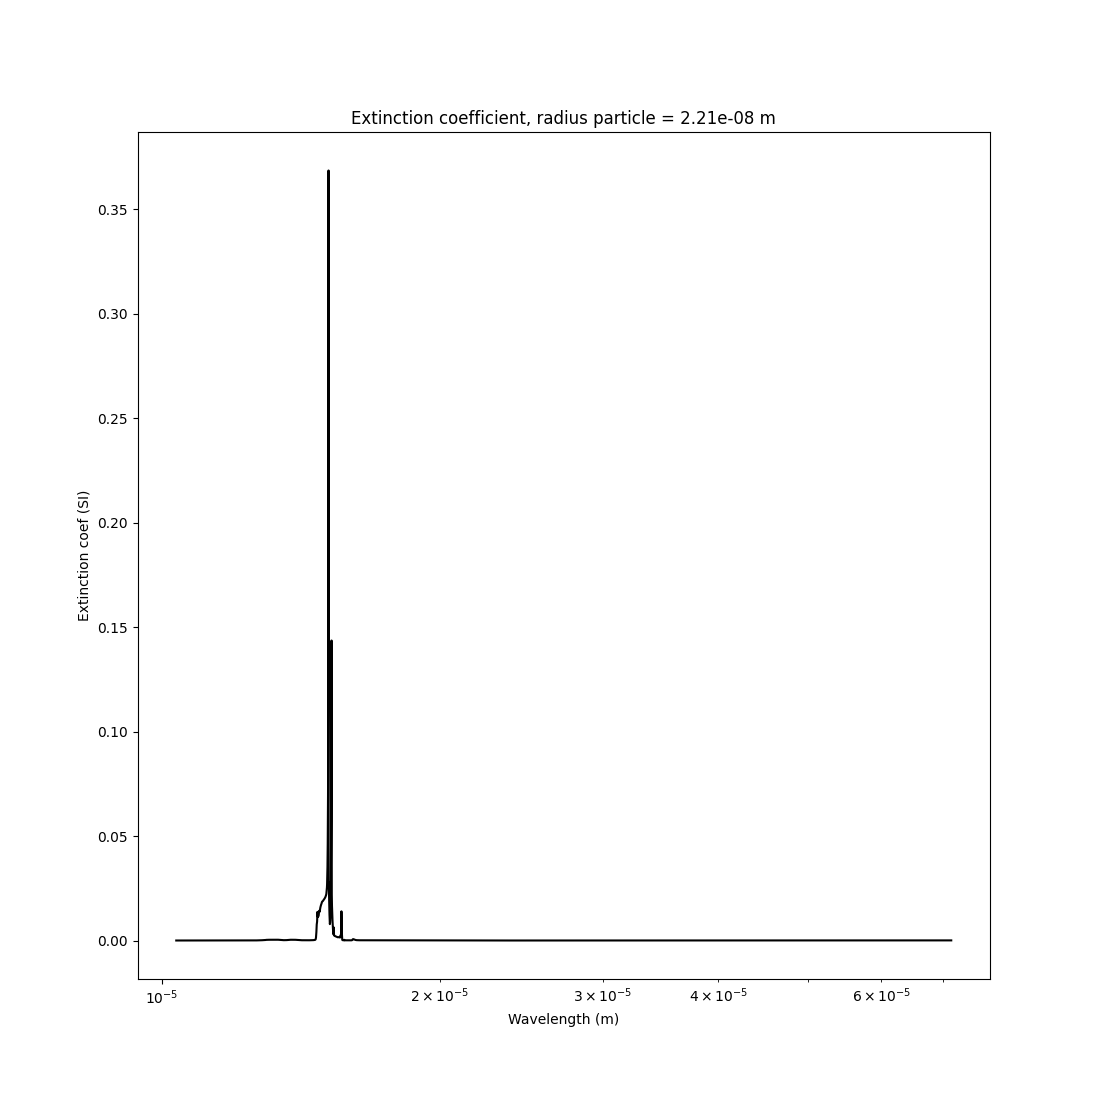 Extinction coefficient, radius particle = 2.21e-08 m
Extinction coef (SI)
0.35
0.30
0.25
0.20
0.15
0.10
0.05
0.00
10⁻⁵
2 × 10⁻⁵
3 × 10⁻⁵
4 × 10⁻⁵
6 × 10⁻⁵
Wavelength (m)